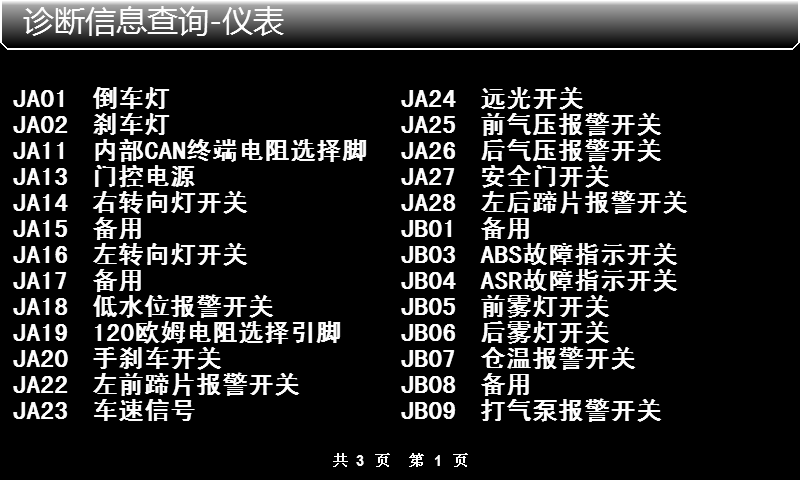 诊断信息查询-仪表
JA01 倒车灯
JA02 刹车灯
JA11 内部CAN终端电阻选择脚
JA13 门控电源
JA14 右转向灯开关
JA15 备用
JA16 左转向灯开关
JA17 备用
JA18 低水位报警开关
JA19 120欧姆电阻选择引脚
JA20 手刹车开关
JA22 左前蹄片报警开关
JA23 车速信号
JA24 远光开关
JA25 前气压报警开关
JA26 后气压报警开关
JA27 安全门开关
JA28 左后蹄片报警开关
JB01 备用
JB03 ABS故障指示开关
JB04 ASR故障指示开关
JB05 前雾灯开关
JB06 后雾灯开关
JB07 仓温报警开关
JB08 备用
JB09 打气泵报警开关
共 3 页 第 1 页